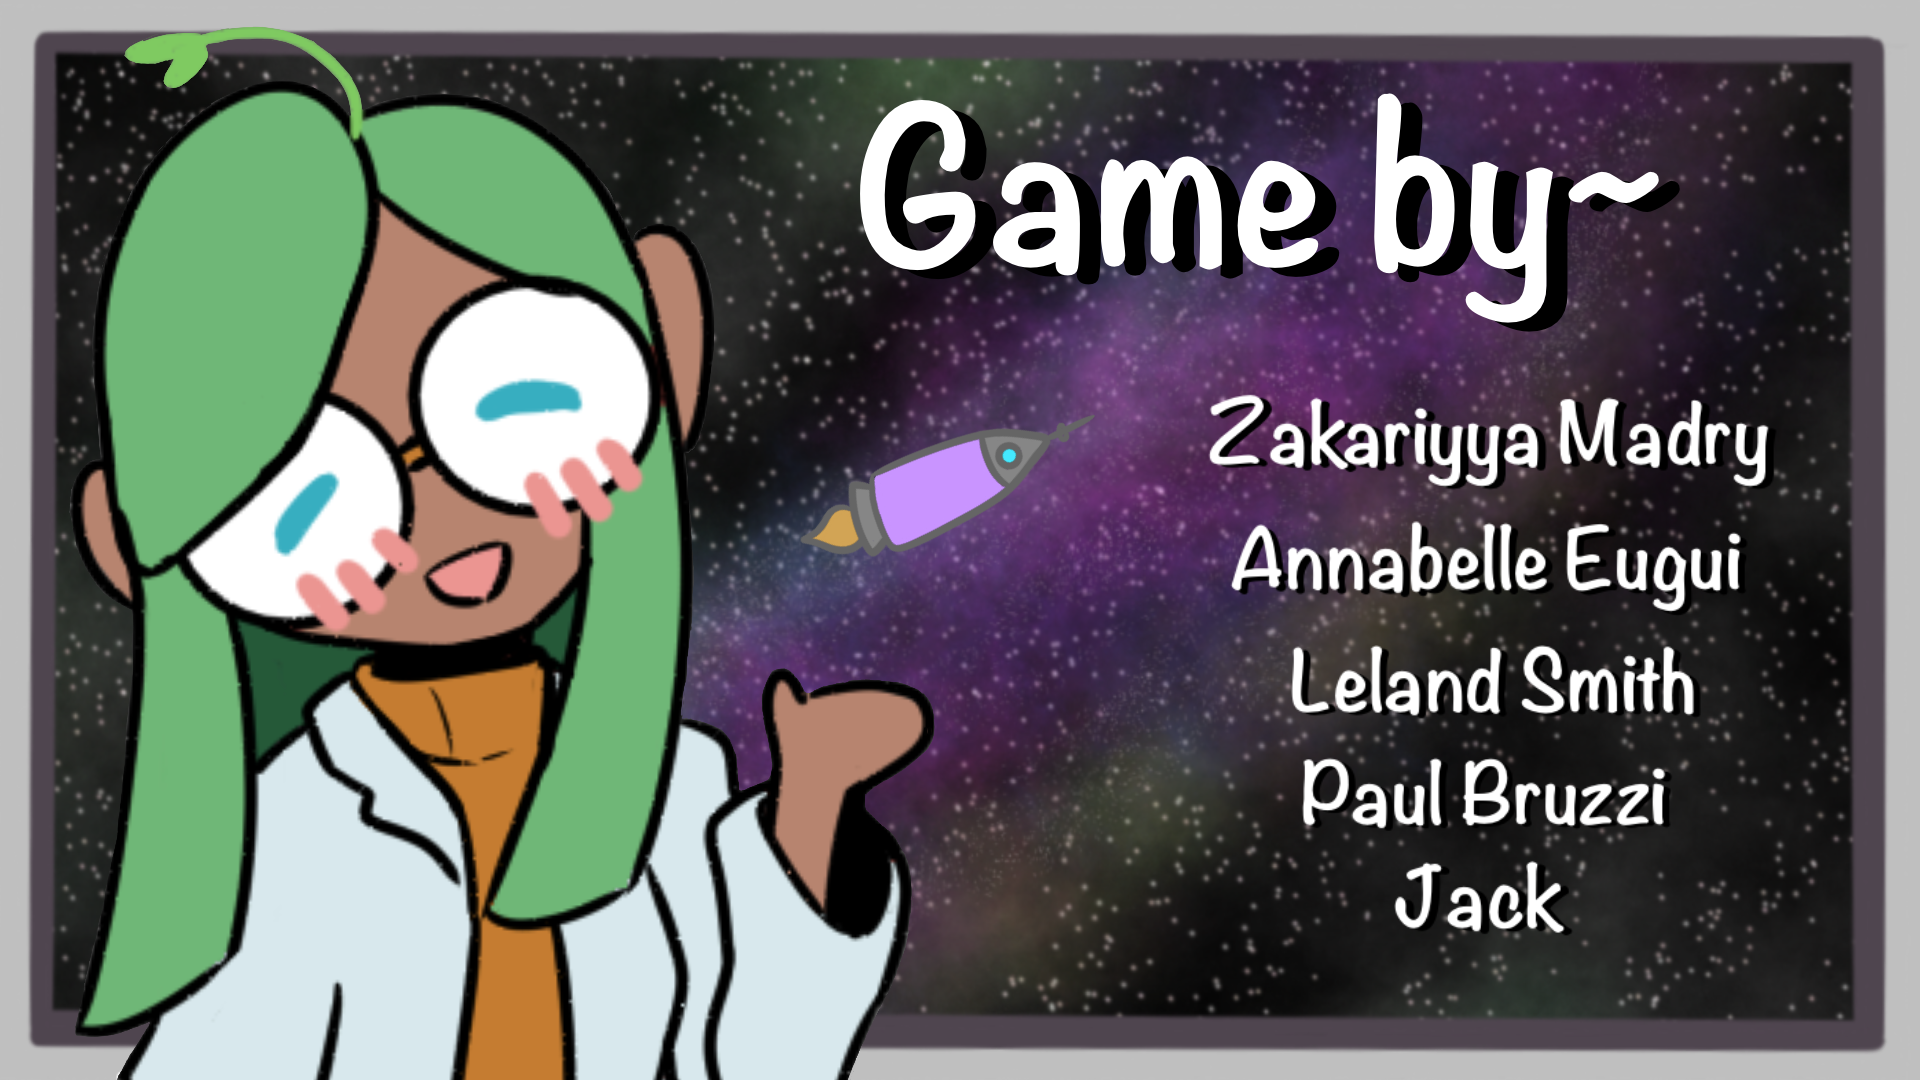 Game by~
Zakariyya Madry
Annabelle Eugui
Leland Smith
Paul Bruzzi
Jack